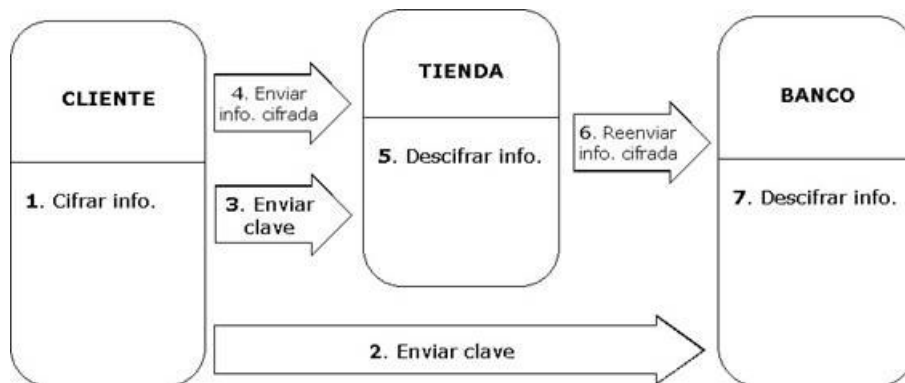 CLIENTE
1. Cifrar info.
4. Enviar
info. cifrada
3. Enviar
clave
TIENDA
5. Descifrar info.
6. Reenviar
info. cifrada
BANCO
7. Descifrar info.
2. Enviar clave